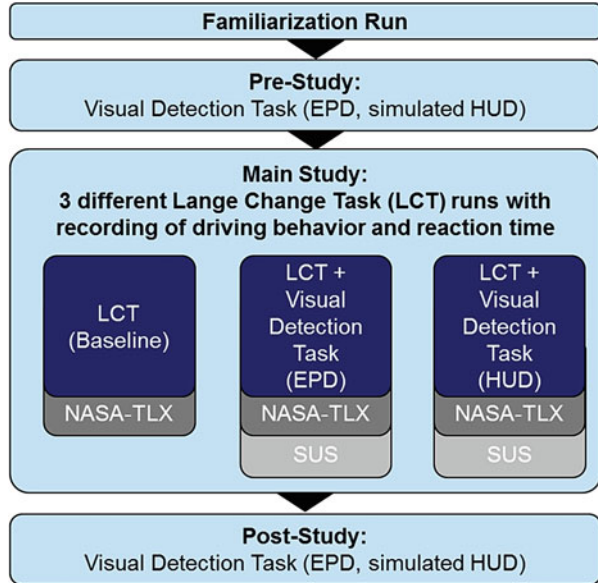 Familiarization Run
Pre-Study:
Visual Detection Task (EPD, simulated HUD)
Main Study:
3 different Lange Change Task (LCT) runs with
recording of driving behavior and reaction time
LCT
(Baseline)
NASA-TLX
LCT +
Visual
Detection
Task
(EPD)
NASA-TLX
SUS
LCT +
Visual
Detection
Task
(HUD)
NASA-TLX
SUS
Post-Study:
Visual Detection Task (EPD, simulated HUD)